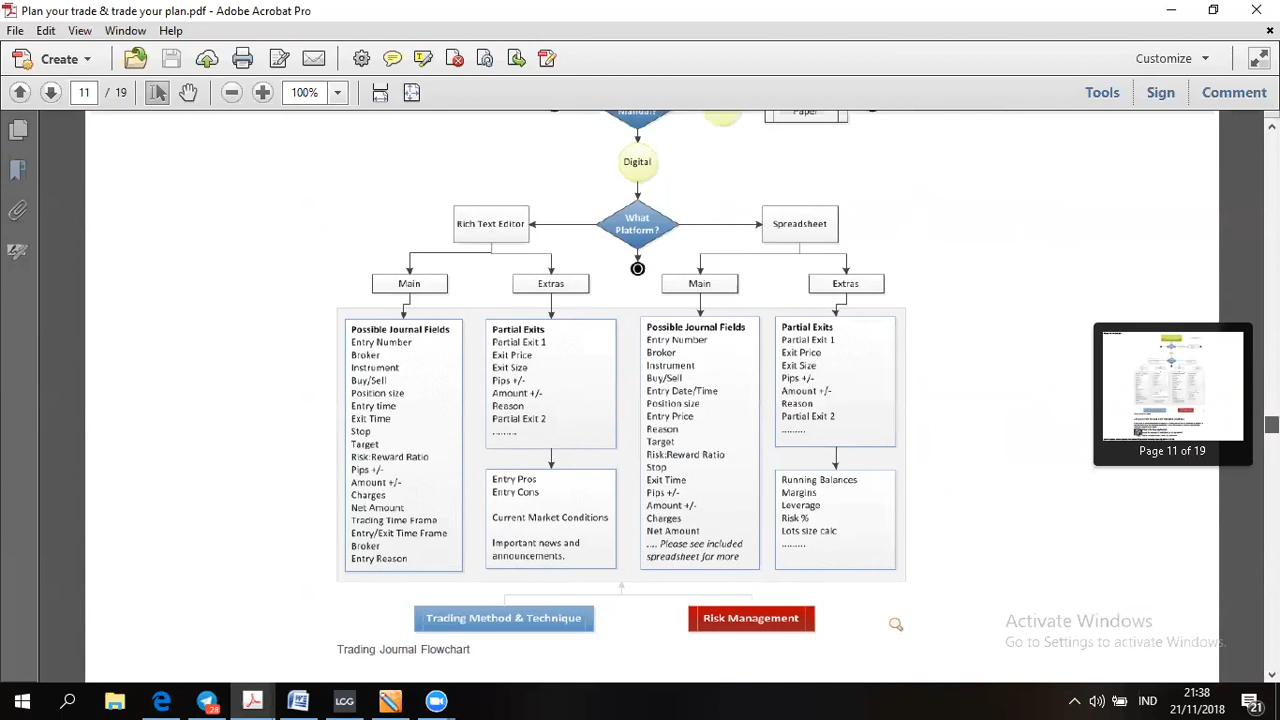 Plan your trade & trade your plan.pdf - Adobe Acrobat Pro
File Edit View Window Help
Create
Customize
11 / 19
100%
Tools Sign Comment
Manual?
Paper
Digital
Rich Text Editor
What
Platform?
Spreadsheet
Main
Extras
Main
Extras
Possible Journal Fields
Entry Number
Broker
Instrument
Buy/Sell
Position size
Entry time
Exit Time
Stop
Target
Risk:Reward Ratio
Pips +/-
Amount +/-
Charges
Net Amount
Trading Time Frame
Entry/Exit Time Frame
Broker
Entry Reason
Partial Exits
Partial Exit 1
Exit Price
Exit Size
Pips +/-
Amount +/-
Reason
Partial Exit 2
.........
Entry Pros
Entry Cons
Current Market Conditions
Important news and
announcements.
Possible Journal Fields
Entry Number
Broker
Instrument
Buy/Sell
Entry Date/Time
Position size
Entry Price
Reason
Target
Risk:Reward Ratio
Stop
Exit Time
Pips +/-
Amount +/-
Charges
Net Amount
.... Please see included
spreadsheet for more
Partial Exits
Partial Exit 1
Exit Price
Exit Size
Pips +/-
Amount +/-
Reason
Partial Exit 2
.........
Running Balances
Margins
Leverage
Risk %
Lots size calc
.........
Page 11 of 19
Trading Method & Technique
Risk Management
Trading Journal Flowchart
Activate Windows
Go to Settings to activate Windows.
28
LCG
IND
21:38
21/11/2018
21